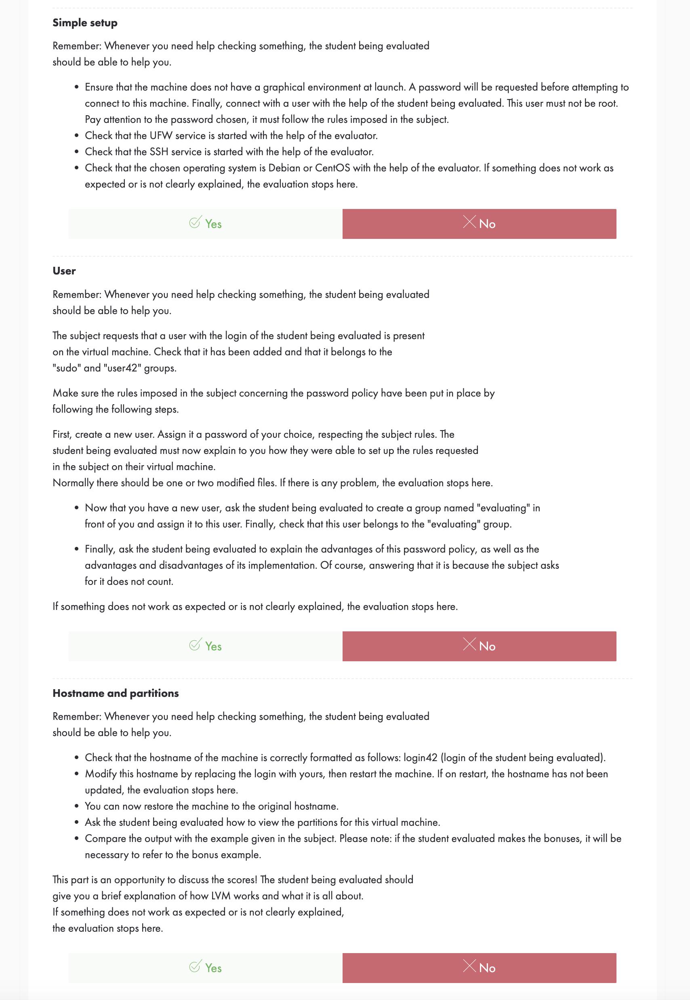 Simple setup
Remember: Whenever you need help checking something, the student being evaluated
should be able to help you.
• Ensure that the machine does not have a graphical environment at launch. A password will be requested before attempting to
connect to this machine. Finally, connect with a user with the help of the student being evaluated. This user must not be root.
Pay attention to the password chosen, it must follow the rules imposed in the subject.
• Check that the UFW service is started with the help of the evaluator.
• Check that the SSH service is started with the help of the evaluator.
• Check that the chosen operating system is Debian or CentOS with the help of the evaluator. If something does not work as
expected or is not clearly explained, the evaluation stops here.
Yes
No
User
Remember: Whenever you need help checking something, the student being evaluated
should be able to help you.
The subject requests that a user with the login of the student being evaluated is present
on the virtual machine. Check that it has been added and that it belongs to the
"sudo" and "user42" groups.
Make sure the rules imposed in the subject concerning the password policy have been put in place by
following the following steps.
First, create a new user. Assign it a password of your choice, respecting the subject rules. The
student being evaluated must now explain to you how they were able to set up the rules requested
in the subject on their virtual machine.
Normally there should be one or two modified files. If there is any problem, the evaluation stops here.
• Now that you have a new user, ask the student being evaluated to create a group named "evaluating" in
front of you and assign it to this user. Finally, check that this user belongs to the "evaluating" group.
• Finally, ask the student being evaluated to explain the advantages of this password policy, as well as the
advantages and disadvantages of its implementation. Of course, answering that it is because the subject asks
for it does not count.
If something does not work as expected or is not clearly explained, the evaluation stops here.
Yes
No
Hostname and partitions
Remember: Whenever you need help checking something, the student being evaluated
should be able to help you.
• Check that the hostname of the machine is correctly formatted as follows: login42 (login of the student being evaluated).
• Modify this hostname by replacing the login with yours, then restart the machine. If on restart, the hostname has not been
updated, the evaluation stops here.
• You can now restore the machine to the original hostname.
• Ask the student being evaluated how to view the partitions for this virtual machine.
• Compare the output with the example given in the subject. Please note: if the student evaluated makes the bonuses, it will be
necessary to refer to the bonus example.
This part is an opportunity to discuss the scores! The student being evaluated should
give you a brief explanation of how LVM works and what it is all about.
If something does not work as expected or is not clearly explained,
the evaluation stops here.
Yes
No